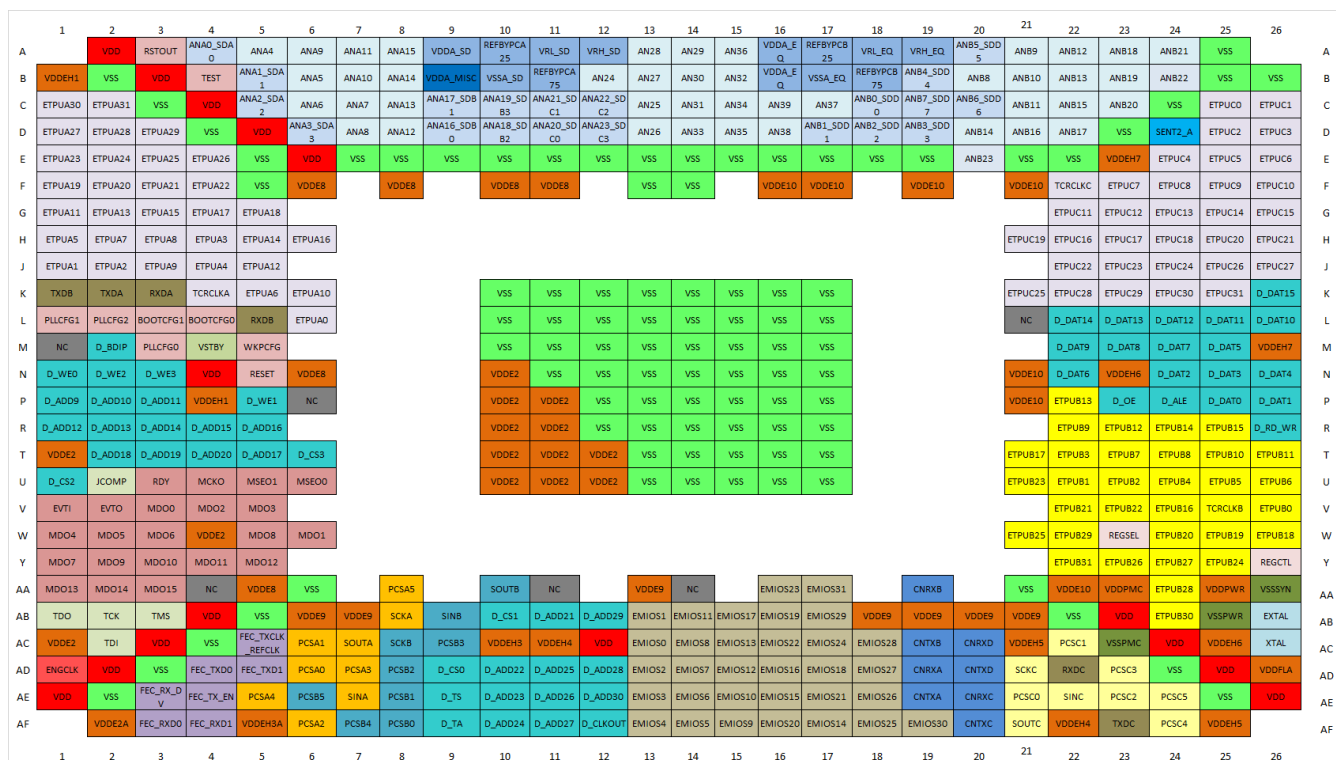 1 2 3 4 5 6 7 8 9 10 11 12 13 14 15 16 17 18 19 20 21 22 23 24 25 26
A VDD RSTOUT ANA0_SDA0 ANA4 ANA9 ANA11 ANA15 VDDA_SD REFBYPCA25 VRL_SD VRH_SD AN28 AN29 AN36 VDDA_EQ REFBYPCB25 VRL_EQ VRH_EQ ANB5_SDD5 ANB9 ANB12 ANB18 ANB21 VSS A
B VDDEH1 VSS VDD TEST ANA1_SDA1 ANA5 ANA10 ANA14 VDDA_MISC VSSA_SD REFBYPCA75 AN24 AN27 AN30 AN32 VDDA_EQ VSSA_EQ REFBYPCB75 ANB4_SDD4 ANB8 ANB10 ANB13 ANB19 ANB22 VSS VSS B
C ETPUA30 ETPUA31 VSS VDD ANA2_SDA2 ANA6 ANA7 ANA13 ANA17_SDB1 ANA19_SDB3 ANA21_SDC1 ANA22_SDC2 AN25 AN31 AN34 AN39 AN37 ANB0_SDD0 ANB7_SDD7 ANB6_SDD6 ANB11 ANB15 ANB20 VSS ETPUC0 ETPUC1 C
D ETPUA27 ETPUA28 ETPUA29 VSS VDD ANA3_SDA3 ANA8 ANA12 ANA16_SDB0 ANA18_SDB2 ANA20_SDC0 ANA23_SDC3 AN26 AN33 AN35 AN38 ANB1_SDD1 ANB2_SDD2 ANB3_SDD3 ANB14 ANB16 ANB17 VSS SENT2_A ETPUC2 ETPUC3 D
E ETPUA23 ETPUA24 ETPUA25 ETPUA26 VSS VDD VSS VSS VSS VSS VSS VSS VSS VSS VSS VSS VSS VSS VSS ANB23 VSS VSS VDDEH7 ETPUC4 ETPUC5 ETPUC6 E
F ETPUA19 ETPUA20 ETPUA21 ETPUA22 VSS VDDE8 VDDE8 VDDE8 VDDE8 VSS VSS VDDE10 VDDE10 VDDE10 VDDE10 TCRCLKC ETPUC7 ETPUC8 ETPUC9 ETPUC10 F
G ETPUA11 ETPUA13 ETPUA15 ETPUA17 ETPUA18 ETPUC11 ETPUC12 ETPUC13 ETPUC14 ETPUC15 G
H ETPUA5 ETPUA7 ETPUA8 ETPUA3 ETPUA14 ETPUA16 ETPUC19 ETPUC16 ETPUC17 ETPUC18 ETPUC20 ETPUC21 H
J ETPUA1 ETPUA2 ETPUA9 ETPUA4 ETPUA12 ETPUC22 ETPUC23 ETPUC24 ETPUC26 ETPUC27 J
K TXDB TXDA RXDA TCRCLKA ETPUA6 ETPUA10 VSS VSS VSS VSS VSS VSS VSS VSS ETPUC25 ETPUC28 ETPUC29 ETPUC30 ETPUC31 D_DAT15 K
L PLLCFG1 PLLCFG2 BOOTCFG1 BOOTCFG0 RXDB ETPUA0 VSS VSS VSS VSS VSS VSS VSS VSS NC D_DAT14 D_DAT13 D_DAT12 D_DAT11 D_DAT10 L
M NC D_BDIP PLLCFG0 VSTBY WKPCFG VSS VSS VSS VSS VSS VSS VSS VSS D_DAT9 D_DAT8 D_DAT7 D_DAT5 VDDEH7 M
N D_WE0 D_WE2 D_WE3 VDD RESET VDDE8 VDDE2 VSS VSS VSS VSS VSS VSS VSS VDDE10 D_DAT6 VDDEH6 D_DAT2 D_DAT3 D_DAT4 N
P D_ADD9 D_ADD10 D_ADD11 VDDEH1 D_WE1 NC VDDE2 VDDE2 VSS VSS VSS VSS VSS VSS VDDE10 ETPUB13 D_OE D_ALE D_DAT0 D_DAT1 P
R D_ADD12 D_ADD13 D_ADD14 D_ADD15 D_ADD16 VDDE2 VDDE2 VSS VSS VSS VSS VSS VSS ETPUB9 ETPUB12 ETPUB14 ETPUB15 D_RD_WR R
T VDDE2 D_ADD18 D_ADD19 D_ADD20 D_ADD17 D_CS3 VDDE2 VDDE2 VDDE2 VSS VSS VSS VSS VSS ETPUB17 ETPUB3 ETPUB7 ETPUB8 ETPUB10 ETPUB11 T
U D_CS2 JCOMP RDY MCKO MSEO1 MSEO0 VDDE2 VDDE2 VDDE2 VSS VSS VSS VSS VSS ETPUB23 ETPUB1 ETPUB2 ETPUB4 ETPUB5 ETPUB6 U
V EVTI EVTO MDO0 MDO2 MDO3 ETPUB21 ETPUB22 ETPUB16 TCRCLKB ETPUB0 V
W MDO4 MDO5 MDO6 VDDE2 MDO8 MDO1 ETPUB25 ETPUB29 REGSEL ETPUB20 ETPUB19 ETPUB18 W
Y MDO7 MDO9 MDO10 MDO11 MDO12 ETPUB31 ETPUB26 ETPUB27 ETPUB24 REGCTL Y
AA MDO13 MDO14 MDO15 NC VDDE8 VSS PCSA5 SOUTB NC VDDE9 NC EMIOS23 EMIOS31 CNRXB VSS VDDE10 VDDPMC ETPUB28 VDDPWR VSSSYN AA
AB TDO TCK TMS VDD VSS VDDE9 VDDE9 SCKA SINB D_CS1 D_ADD21 D_ADD29 EMIOS1 EMIOS11 EMIOS17 EMIOS19 EMIOS29 VDDE9 VDDE9 VDDE9 VDDE9 VSS VDD ETPUB30 VSSPWR EXTAL AB
AC VDDE2 TDI VDD VSS FEC_TXCLK_REFCLK PCSA1 SOUTA SCKB PCSB3 VDDEH3 VDDEH4 VDD EMIOS0 EMIOS8 EMIOS13 EMIOS22 EMIOS24 EMIOS28 CNTXB CNRXD VDDEH5 PCSC1 VSSPMC VDD VDDEH6 XTAL AC
AD ENGCLK VDD VSS FEC_TXD0 FEC_TXD1 PCSA0 PCSA3 PCSB2 D_CS0 D_ADD22 D_ADD25 D_ADD28 EMIOS2 EMIOS7 EMIOS12 EMIOS16 EMIOS18 EMIOS27 CNRXA CNTXD SCKC RXDC PCSC3 VSS VDD VDDFLA AD
AE VDD VSS FEC_RX_DV FEC_TX_EN PCSA4 PCSB5 SINA PCSB1 D_TS D_ADD23 D_ADD26 D_ADD30 EMIOS3 EMIOS6 EMIOS10 EMIOS15 EMIOS21 EMIOS26 CNTXA CNRXC PCSC0 SINC PCSC2 PCSC5 VSS VDD AE
AF VDDE2A FEC_RXD0 FEC_RXD1 VDDEH3A PCSA2 PCSB4 PCSB0 D_TA D_ADD24 D_ADD27 D_CLKOUT EMIOS4 EMIOS5 EMIOS9 EMIOS20 EMIOS14 EMIOS25 EMIOS30 CNTXC SOUTC VDDEH4 TXDC PCSC4 VDDEH5 AF
1 2 3 4 5 6 7 8 9 10 11 12 13 14 15 16 17 18 19 20 21 22 23 24 25 26